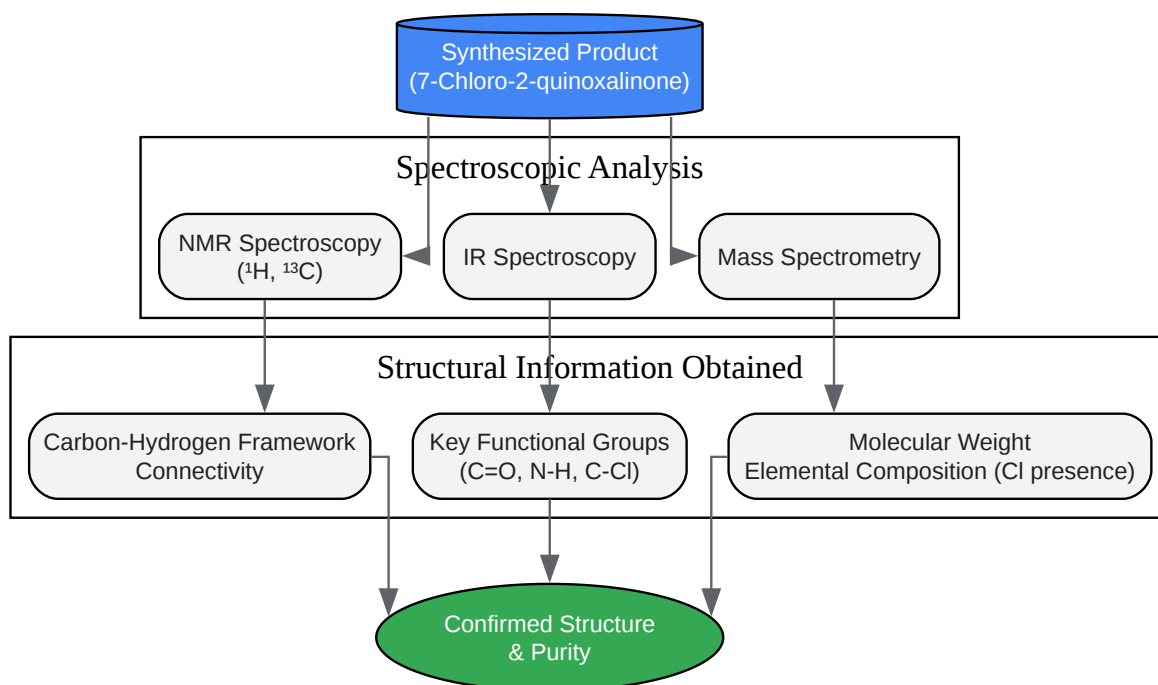 Synthesized Product
(7-Chloro-2-quinoxalinone)
Spectroscopic Analysis
NMR Spectroscopy
(¹H, ¹³C)
IR Spectroscopy
Mass Spectrometry
Structural Information Obtained
Carbon-Hydrogen Framework
Connectivity
Key Functional Groups
(C=O, N-H, C-Cl)
Molecular Weight
Elemental Composition (Cl presence)
Confirmed Structure
& Purity